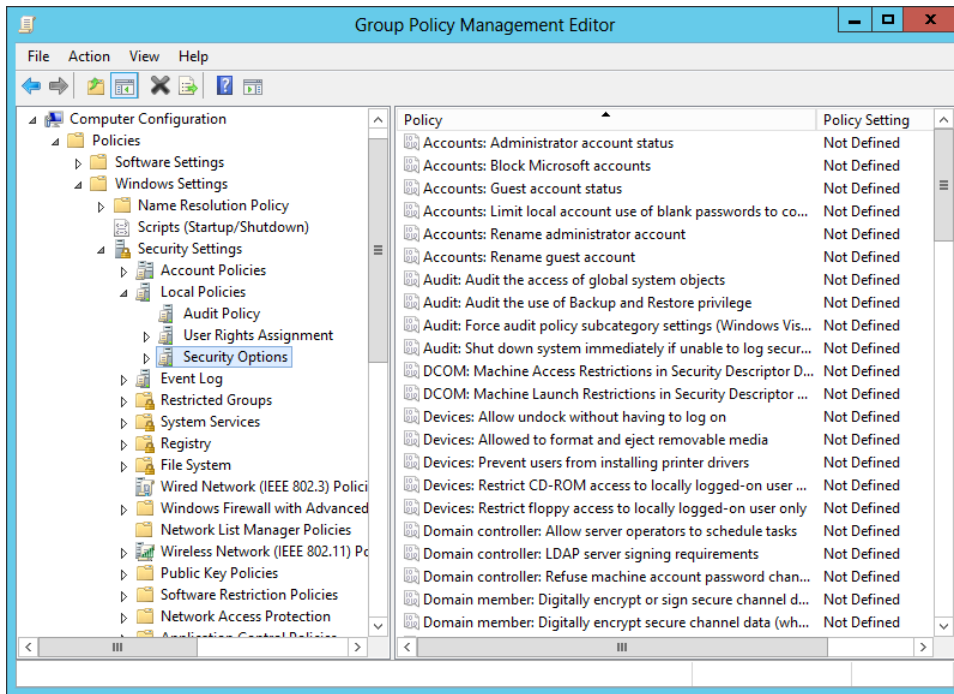 Group Policy Management Editor
File Action View Help
Computer Configuration
Policies
Software Settings
Windows Settings
Name Resolution Policy
Scripts (Startup/Shutdown)
Security Settings
Account Policies
Local Policies
Audit Policy
User Rights Assignment
Security Options
Event Log
Restricted Groups
System Services
Registry
File System
Wired Network (IEEE 802.3) Polici
Windows Firewall with Advanced
Network List Manager Policies
Wireless Network (IEEE 802.11) Po
Public Key Policies
Software Restriction Policies
Network Access Protection
Application Control Policies
Policy Policy Setting
Accounts: Administrator account status Not Defined
Accounts: Block Microsoft accounts Not Defined
Accounts: Guest account status Not Defined
Accounts: Limit local account use of blank passwords to co... Not Defined
Accounts: Rename administrator account Not Defined
Accounts: Rename guest account Not Defined
Audit: Audit the access of global system objects Not Defined
Audit: Audit the use of Backup and Restore privilege Not Defined
Audit: Force audit policy subcategory settings (Windows Vis... Not Defined
Audit: Shut down system immediately if unable to log secur... Not Defined
DCOM: Machine Access Restrictions in Security Descriptor D... Not Defined
DCOM: Machine Launch Restrictions in Security Descriptor ... Not Defined
Devices: Allow undock without having to log on Not Defined
Devices: Allowed to format and eject removable media Not Defined
Devices: Prevent users from installing printer drivers Not Defined
Devices: Restrict CD-ROM access to locally logged-on user ... Not Defined
Devices: Restrict floppy access to locally logged-on user only Not Defined
Domain controller: Allow server operators to schedule tasks Not Defined
Domain controller: LDAP server signing requirements Not Defined
Domain controller: Refuse machine account password chan... Not Defined
Domain member: Digitally encrypt or sign secure channel d... Not Defined
Domain member: Digitally encrypt secure channel data (wh... Not Defined